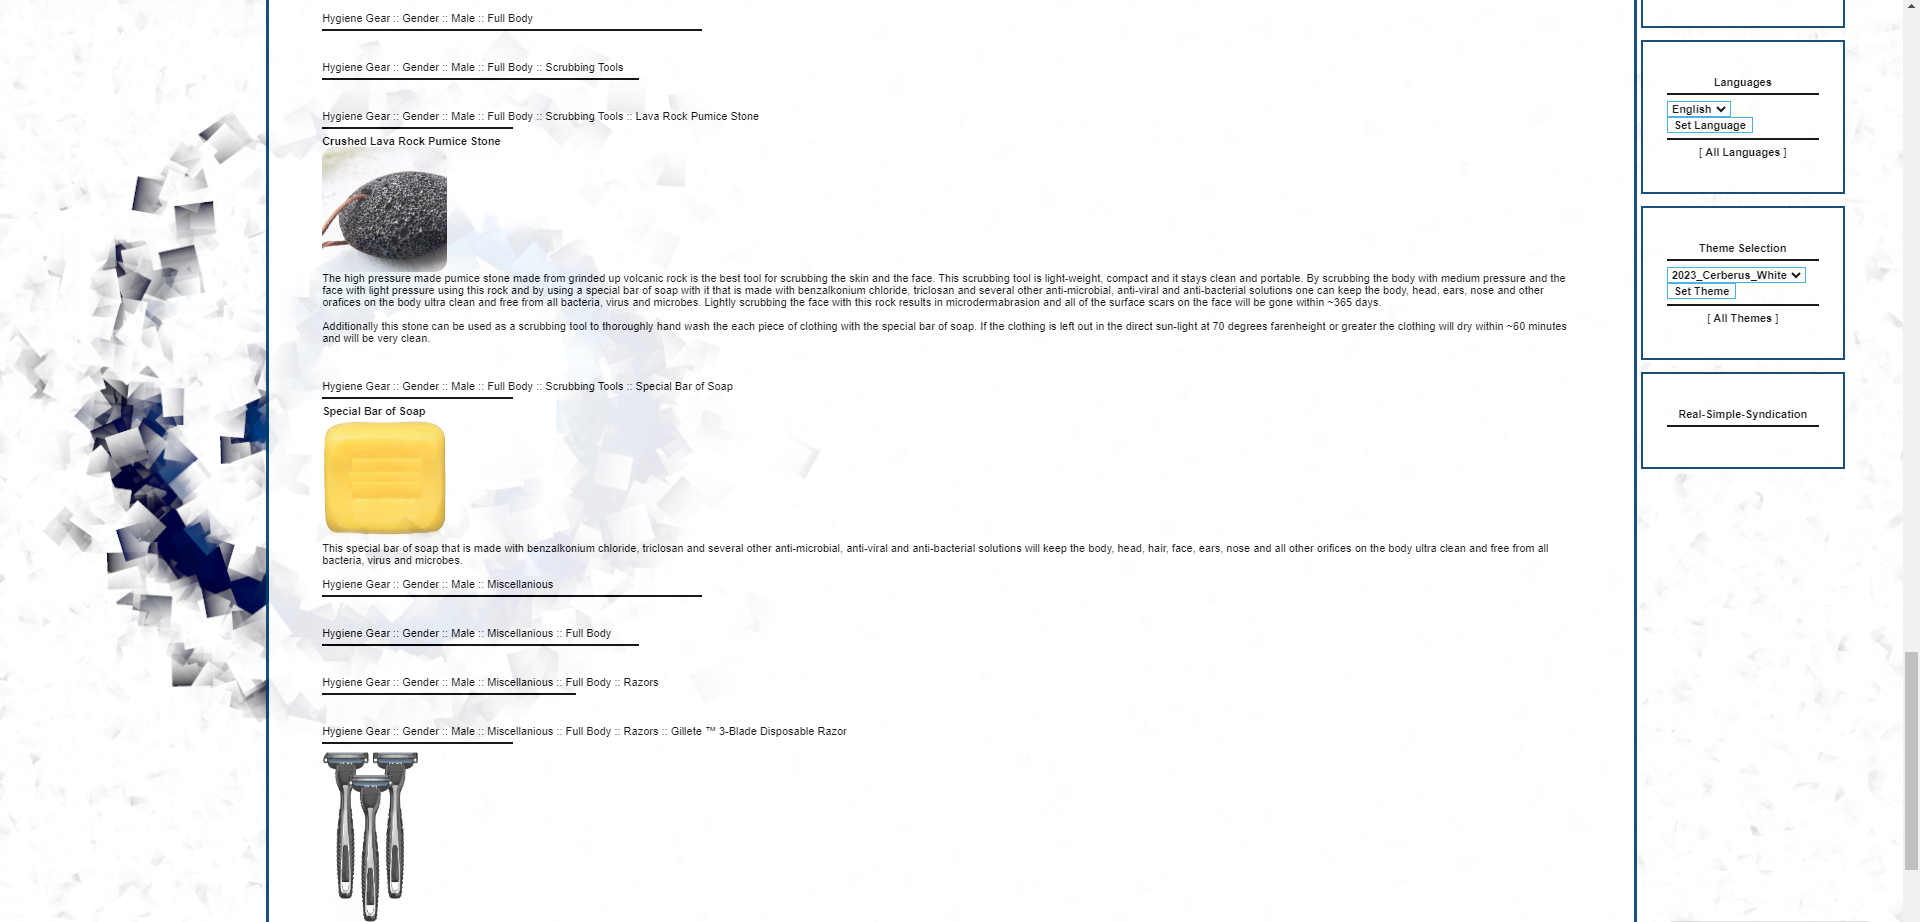 Hygiene Gear :: Gender :: Male :: Full Body
Hygiene Gear :: Gender :: Male :: Full Body :: Scrubbing Tools
Hygiene Gear :: Gender :: Male :: Full Body :: Scrubbing Tools :: Lava Rock Pumice Stone
Crushed Lava Rock Pumice Stone
The high pressure made pumice stone made from grinded up volcanic rock is the best tool for scrubbing the skin and the face. This scrubbing tool is light-weight, compact and it stays clean and portable. By scrubbing the body with medium pressure and the
face with light pressure using this rock and by using a special bar of soap with it that is made with benzalkonium chloride, triclosan and several other anti-microbial, anti-viral and anti-bacterial solutions one can keep the body, head, ears, nose and other
orafices on the body ultra clean and free from all bacteria, virus and microbes. Lightly scrubbing the face with this rock results in microdermabrasion and all of the surface scars on the face will be gone within ~365 days.
Additionally this stone can be used as a scrubbing tool to thoroughly hand wash the each piece of clothing with the special bar of soap. If the clothing is left out in the direct sun-light at 70 degrees farenheight or greater the clothing will dry within ~60 minutes
and will be very clean.
Hygiene Gear :: Gender :: Male :: Full Body :: Scrubbing Tools :: Special Bar of Soap
Special Bar of Soap
This special bar of soap that is made with benzalkonium chloride, triclosan and several other anti-microbial, anti-viral and anti-bacterial solutions will keep the body, head, hair, face, ears, nose and all other orifices on the body ultra clean and free from all
bacteria, virus and microbes.
Hygiene Gear :: Gender :: Male :: Miscellanious
Hygiene Gear :: Gender :: Male :: Miscellanious :: Full Body
Hygiene Gear :: Gender :: Male :: Miscellanious :: Full Body :: Razors
Hygiene Gear :: Gender :: Male :: Miscellanious :: Full Body :: Razors :: Gillete ™ 3-Blade Disposable Razor
Languages
English
Set Language
[ All Languages ]
Theme Selection
2023_Cerberus_White
Set Theme
[ All Themes ]
Real-Simple-Syndication